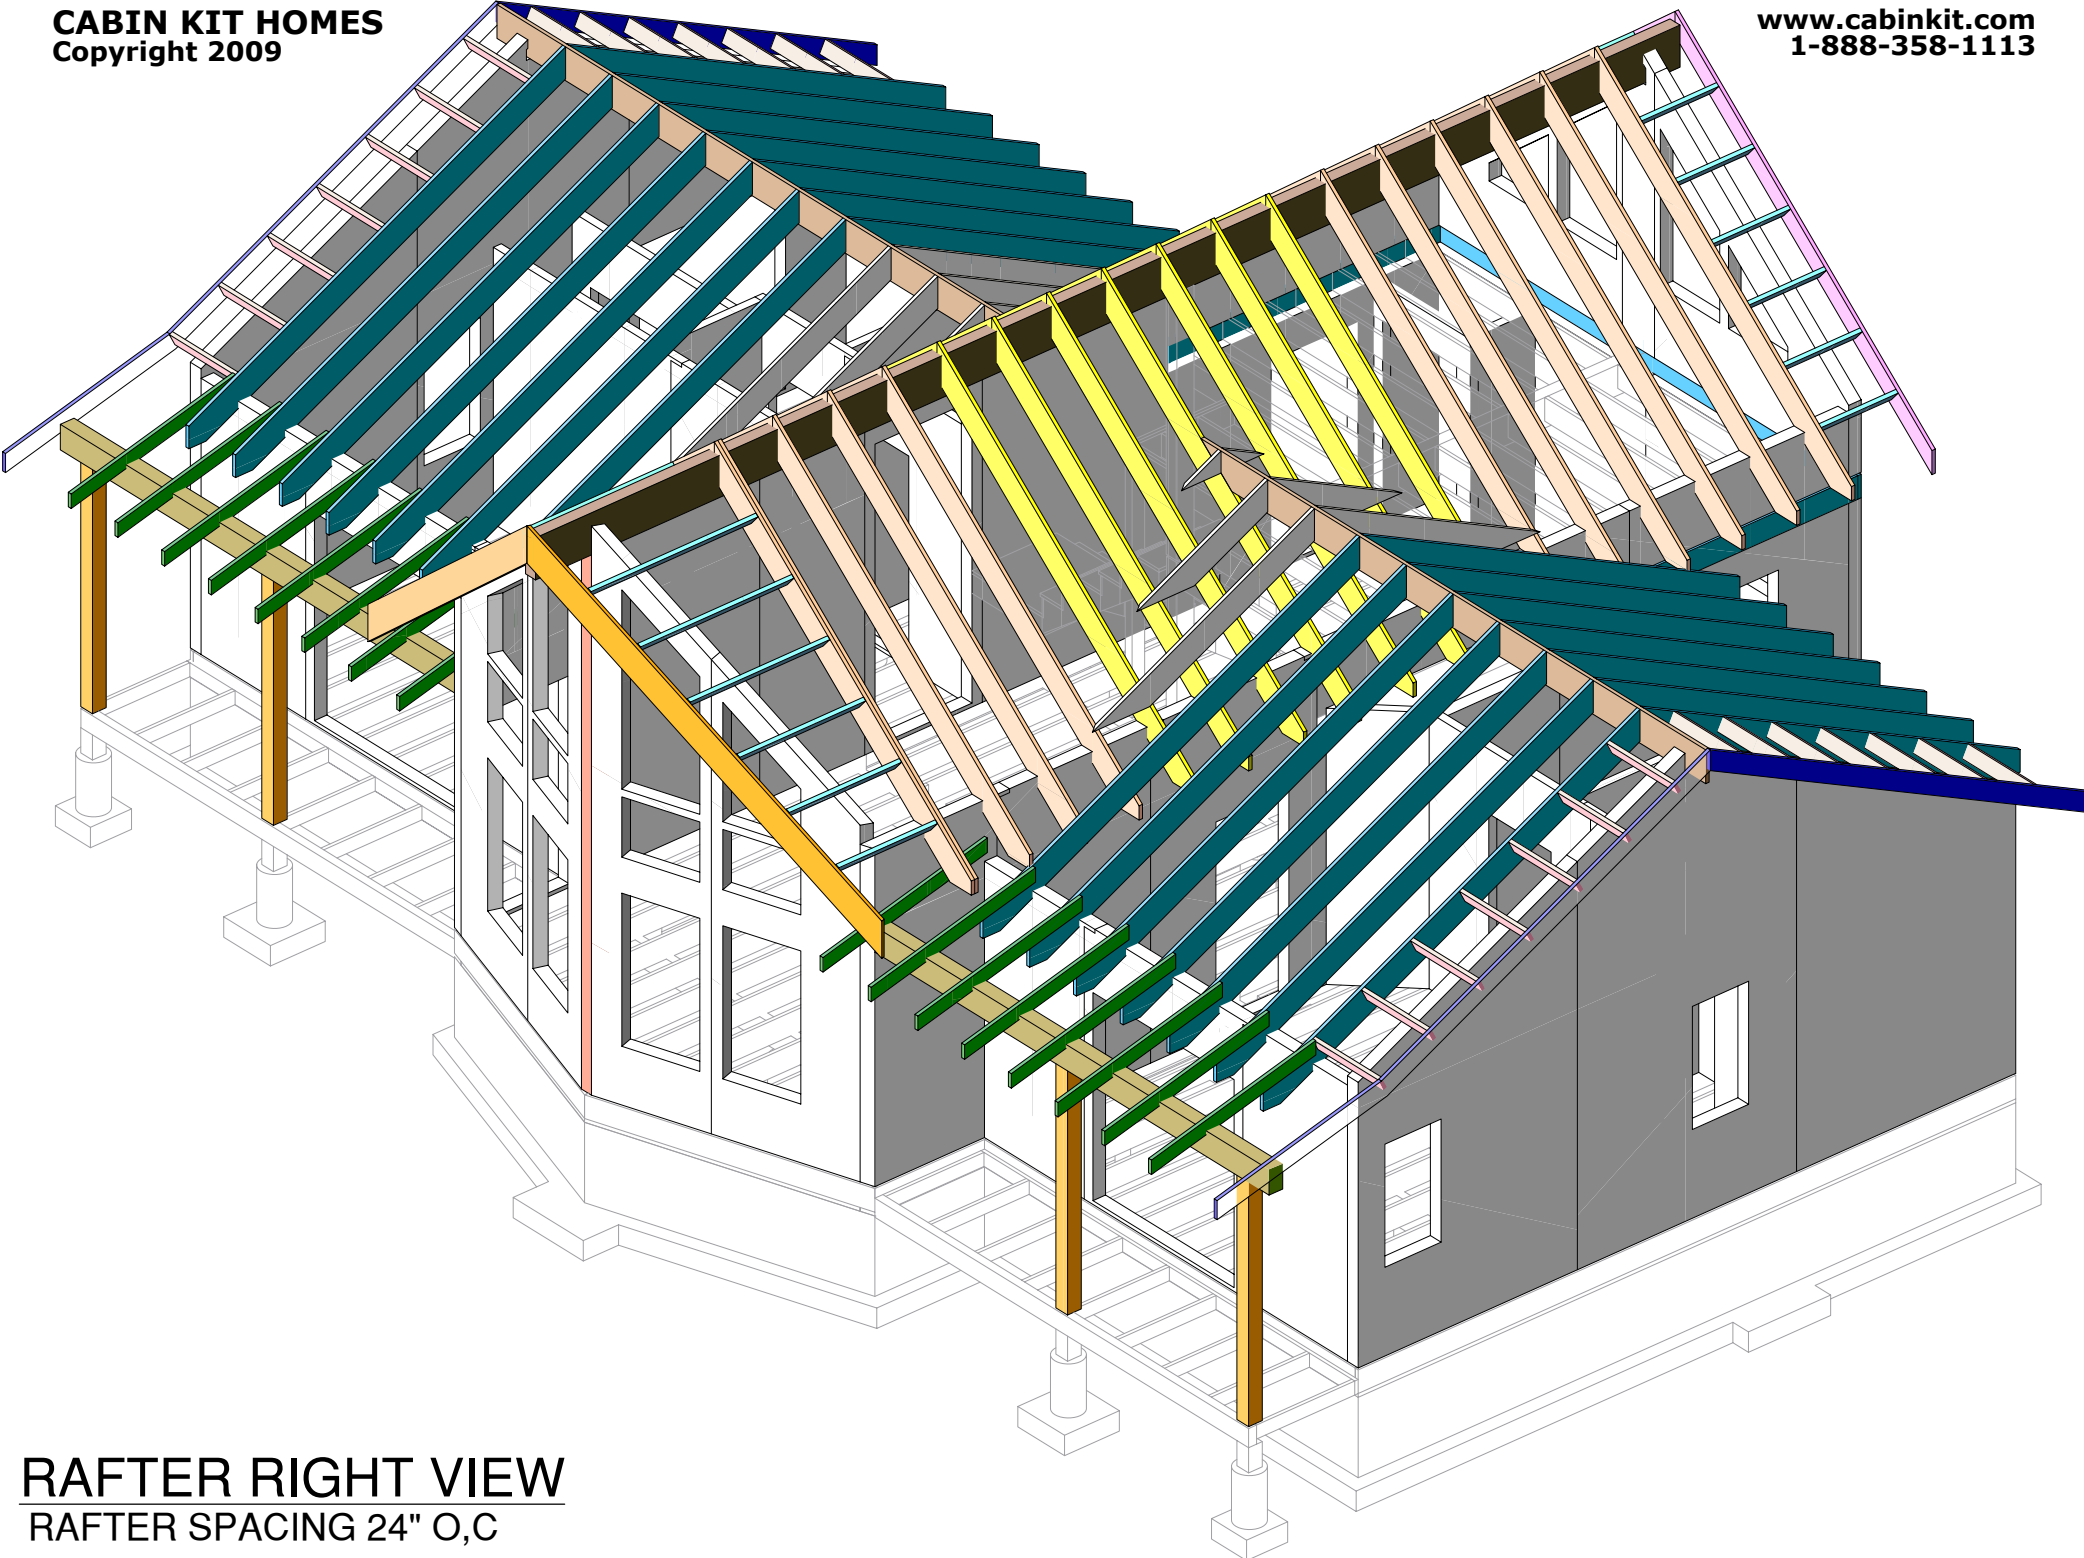 CABIN KIT HOMES
Copyright 2009
www.cabinkit.com
1-888-358-1113
RAFTER RIGHT VIEW
RAFTER SPACING 24" O,C